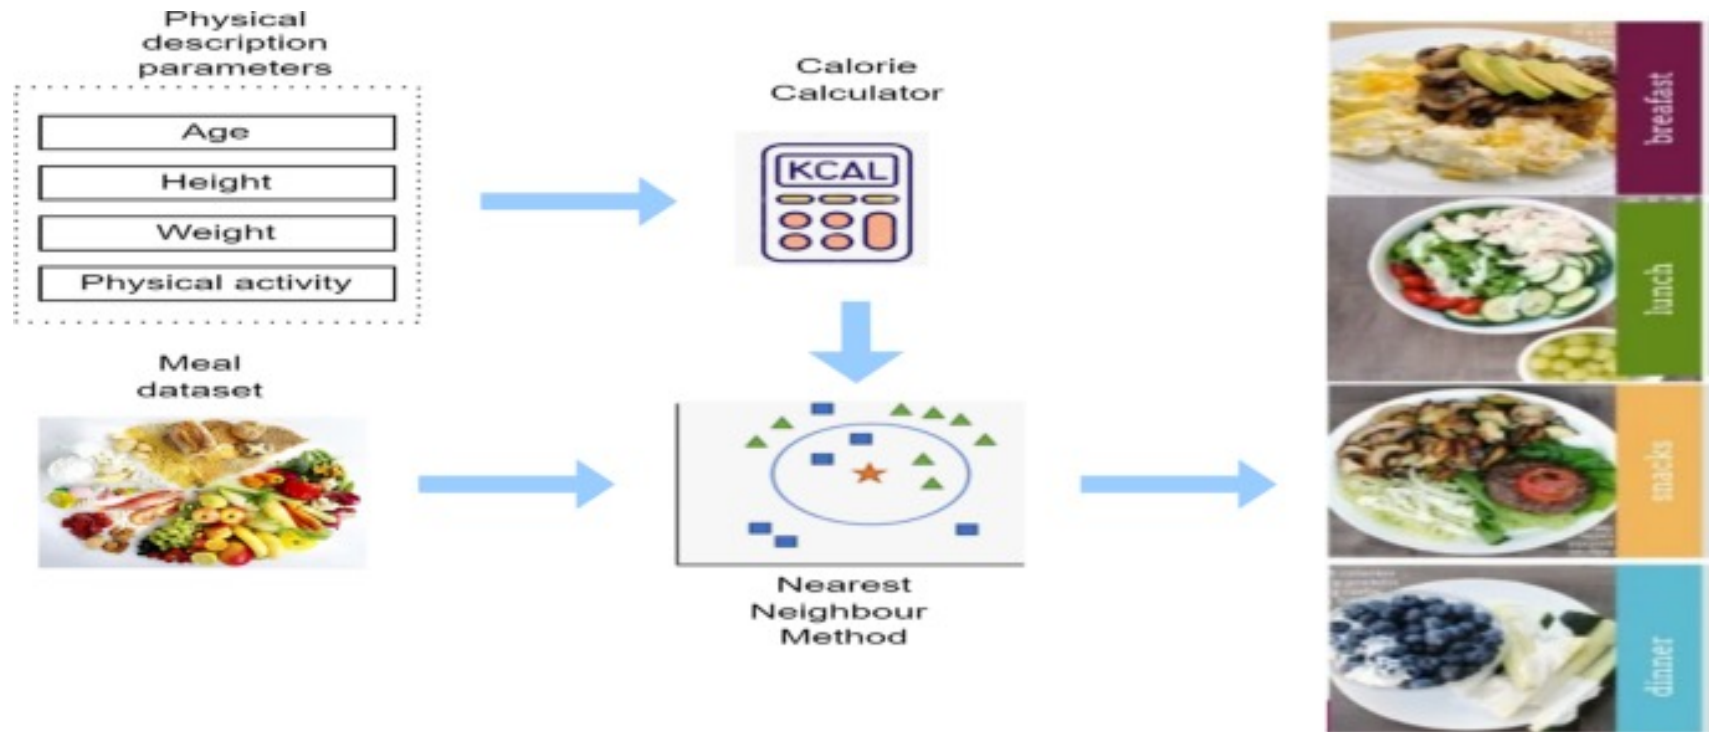 Physical
description
parameters
Age
Height
Weight
Physical activity
Calorie
Calculator
KCAL
Meal
dataset
Nearest
Neighbour
Method
breafast
lunch
snacks
dinner